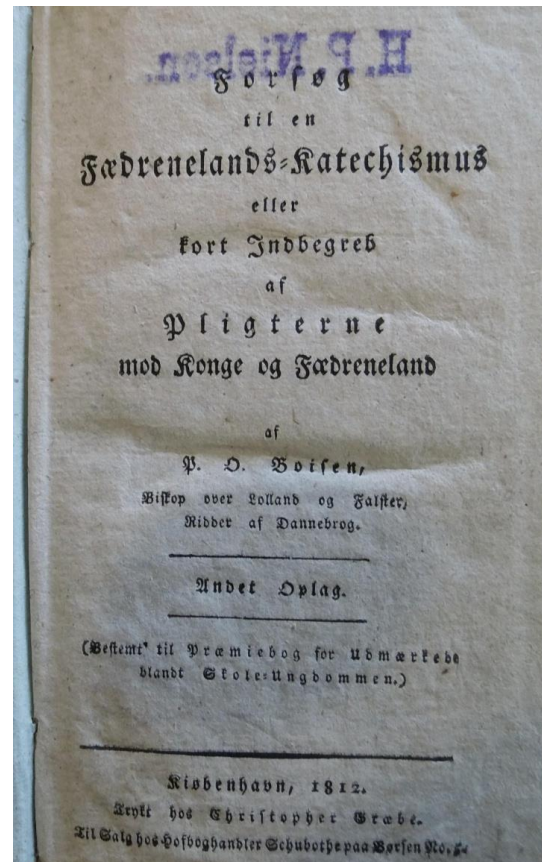 H. P. Nielsen.
Forsøg
til en
Fædrenelands-Katechismus
eller
kort Indbegreb
af
Pligterne
mod Konge og Fædreneland
af
P. O. Boisen,
Biskop over Lolland og Falster,
Ridder af Dannebrog.
Andet Oplag.
(Bestemt til Præmiebog for Udmærkede
blandt Skole-Ungdommen.)
Kiøbenhavn, 1812.
Trykt hos Christopher Græbe.
Til Salg hos Hofboghandler Schubothe paa Børsen No. 5.